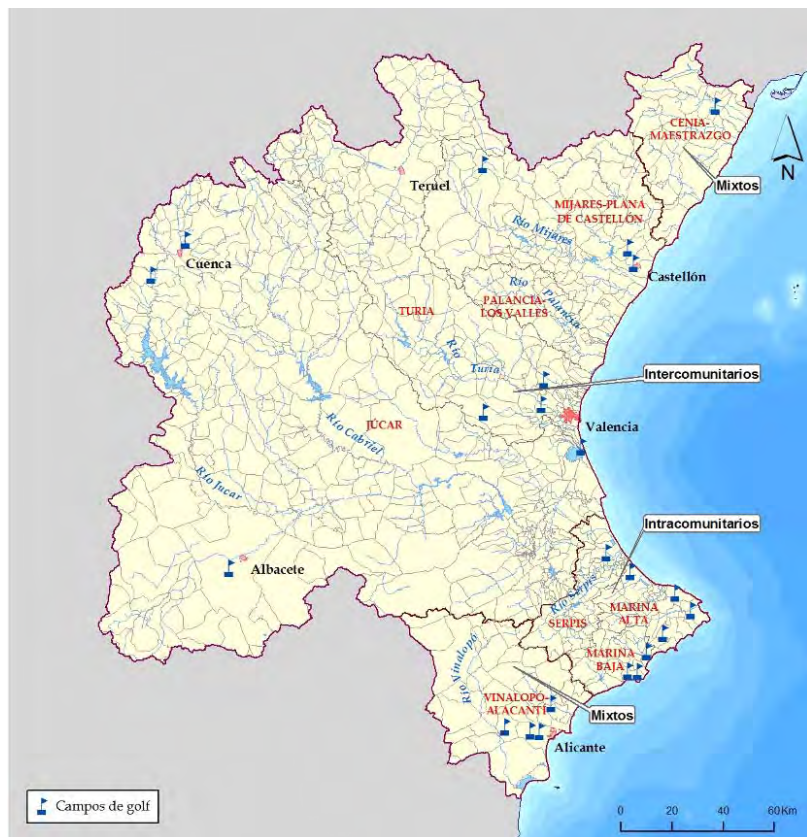 CENIA-
MAESTRAZGO
N
Mixtos
Teruel
MIJARES-PLANA
DE CASTELLÓN
Río Mijares
Cuenca
Castellón
Río
Palancia
PALANCIA-
LOS VALLES
TURIA
Río
Turia
Intercomunitarios
Valencia
JÚCAR
Río Cabriel
Río Jucar
Intracomunitarios
Albacete
Río Serpis
SERPIS
MARINA
ALTA
MARINA
BAJA
Río Vinalopó
VINALOPO-
ALACANTÍ
Mixtos
Alicante
Campos de golf
0 20 40 60 Km